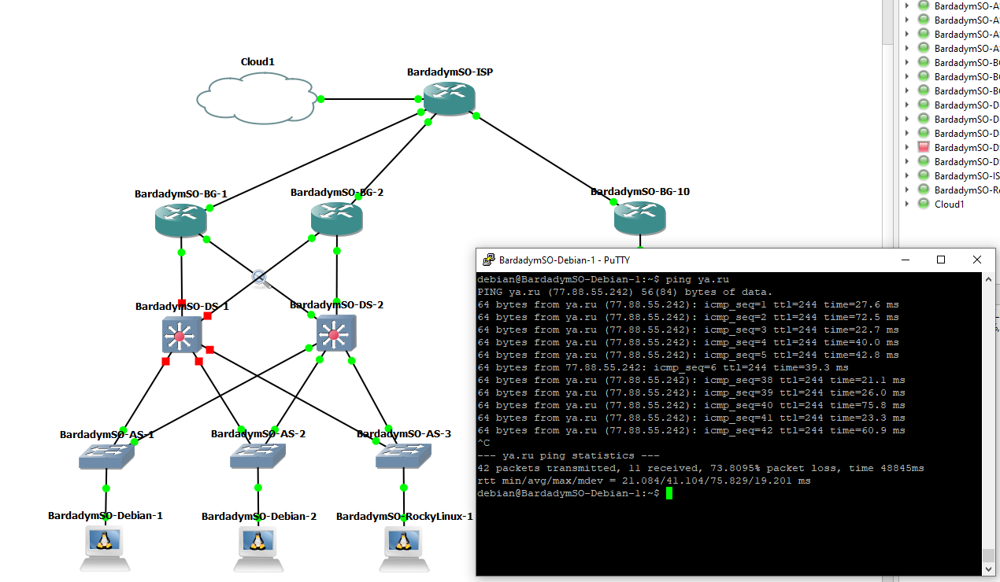 Cloud1
BardadymSO-ISP
BardadymSO-BG-1
BardadymSO-BG-2
BardadymSO-BG-10
BardadymSO-DS-1
BardadymSO-DS-2
BardadymSO-AS-1
BardadymSO-AS-2
BardadymSO-AS-3
BardadymSO-Debian-1
BardadymSO-Debian-2
BardadymSO-RockyLinux-1
BardadymSO-AS
BardadymSO-AS
BardadymSO-AS
BardadymSO-AS
BardadymSO-BG
BardadymSO-BG
BardadymSO-BG
BardadymSO-D
BardadymSO-D
BardadymSO-D
BardadymSO-DS
BardadymSO-DS
BardadymSO-IS
BardadymSO-Ro
Cloud1
BardadymSO-Debian-1 - PuTTY
debian@BardadymSO-Debian-1:~$ ping ya.ru
PING ya.ru (77.88.55.242) 56(84) bytes of data.
64 bytes from ya.ru (77.88.55.242): icmp_seq=1 ttl=244 time=27.6 ms
64 bytes from ya.ru (77.88.55.242): icmp_seq=2 ttl=244 time=72.5 ms
64 bytes from ya.ru (77.88.55.242): icmp_seq=3 ttl=244 time=22.7 ms
64 bytes from ya.ru (77.88.55.242): icmp_seq=4 ttl=244 time=40.0 ms
64 bytes from ya.ru (77.88.55.242): icmp_seq=5 ttl=244 time=42.8 ms
64 bytes from 77.88.55.242: icmp_seq=6 ttl=244 time=39.3 ms
64 bytes from ya.ru (77.88.55.242): icmp_seq=38 ttl=244 time=21.1 ms
64 bytes from ya.ru (77.88.55.242): icmp_seq=39 ttl=244 time=26.0 ms
64 bytes from ya.ru (77.88.55.242): icmp_seq=40 ttl=244 time=75.8 ms
64 bytes from ya.ru (77.88.55.242): icmp_seq=41 ttl=244 time=23.3 ms
64 bytes from ya.ru (77.88.55.242): icmp_seq=42 ttl=244 time=60.9 ms
^C
--- ya.ru ping statistics ---
42 packets transmitted, 11 received, 73.8095% packet loss, time 48845ms
rtt min/avg/max/mdev = 21.084/41.104/75.829/19.201 ms
debian@BardadymSO-Debian-1:~$